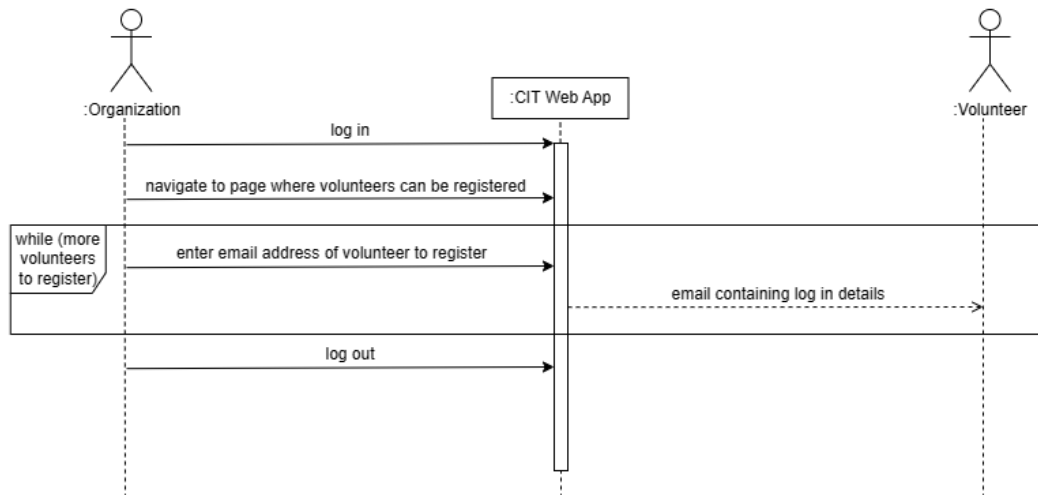 :CIT Web App
:Organization
:Volunteer
log in
navigate to page where volunteers can be registered
while (more
volunteers
to register)
enter email address of volunteer to register
email containing log in details
log out